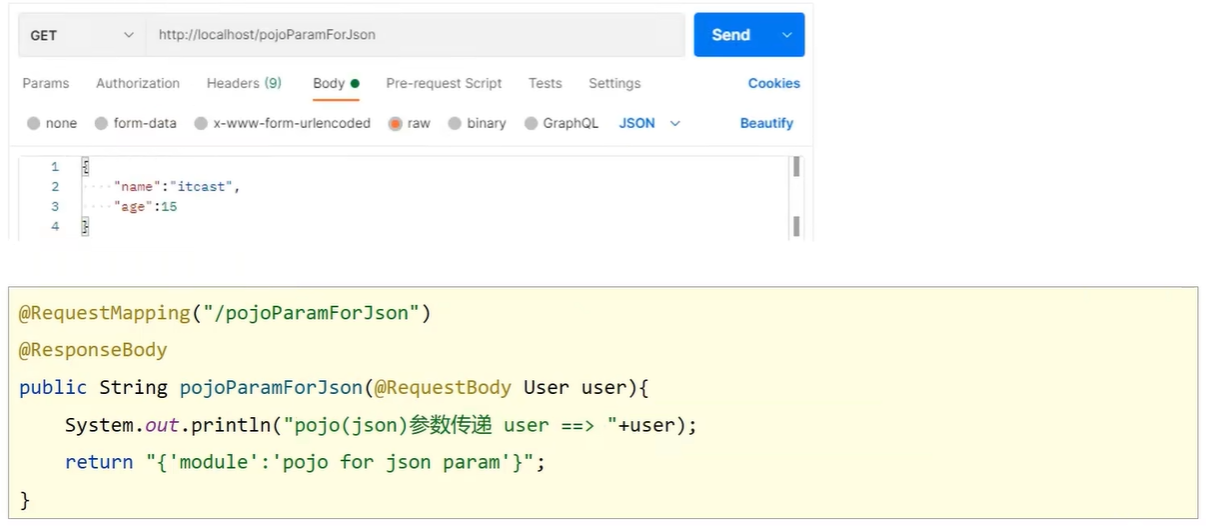 GET http://localhost/pojoParamForJson Send
Params Authorization Headers (9) Body Pre-request Script Tests Settings Cookies
none form-data x-www-form-urlencoded raw binary GraphQL JSON Beautify
1 {
2 "name":"itcast",
3 "age":15
4 }
@RequestMapping("/pojoParamForJson")
@ResponseBody
public String pojoParamForJson(@RequestBody User user){
    System.out.println("pojo(json)参数传递 user ==> "+user);
    return "{'module':'pojo for json param'}";
}